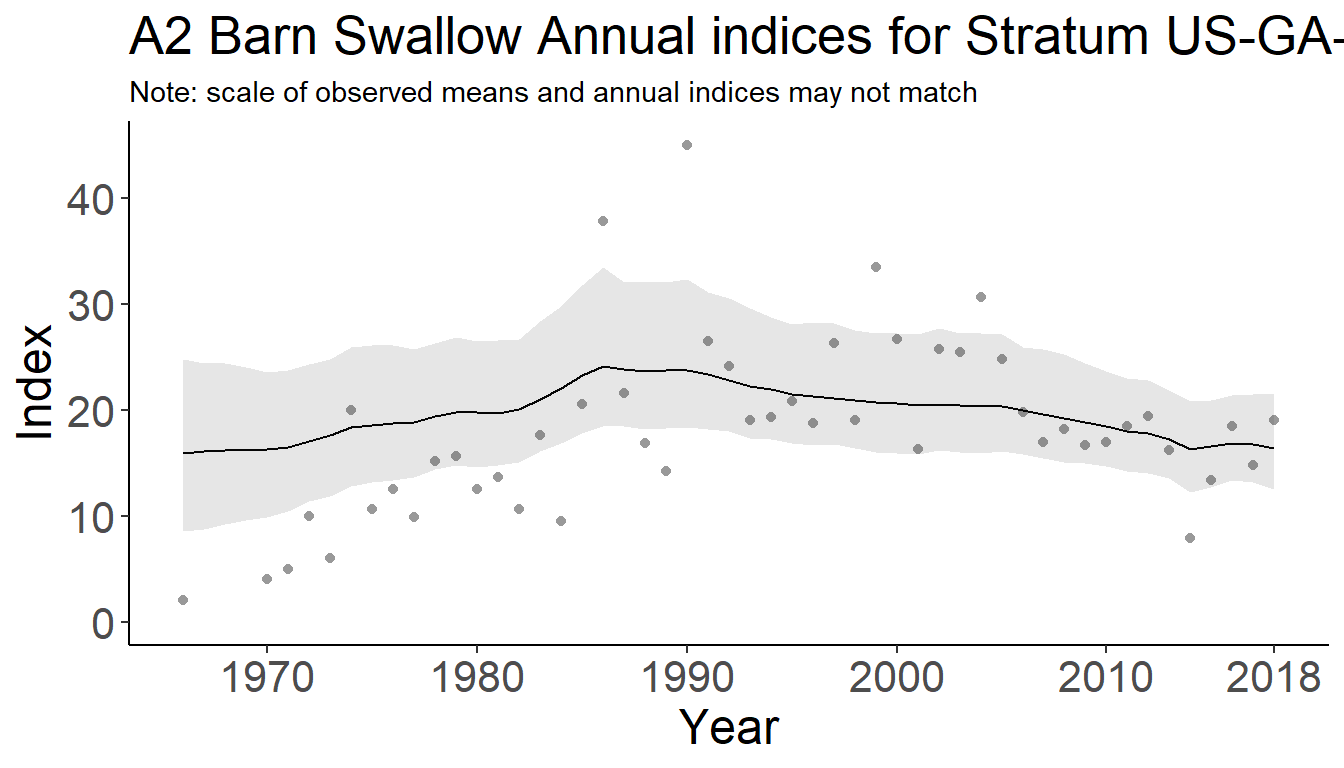 A2 Barn Swallow Annual indices for Stratum US-GA-
Note: scale of observed means and annual indices may not match
Index
40
30
20
10
0
1970 1980 1990 2000 2010 2018
Year